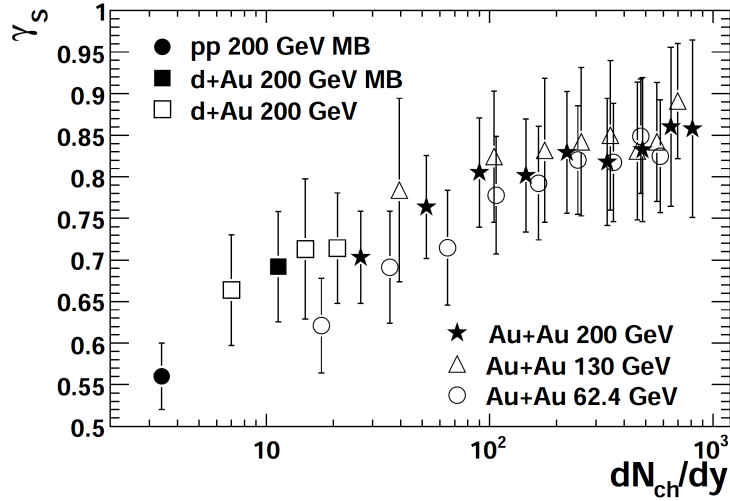 γs
1
0.95
0.9
0.85
0.8
0.75
0.7
0.65
0.6
0.55
0.5
pp 200 GeV MB
d+Au 200 GeV MB
d+Au 200 GeV
Au+Au 200 GeV
Au+Au 130 GeV
Au+Au 62.4 GeV
10
10²
10³
dNch/dy